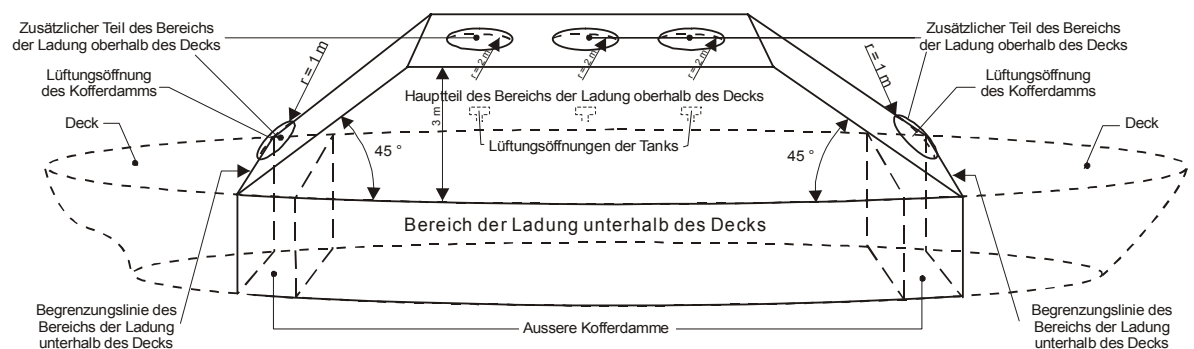 Zusätzlicher Teil des Bereichs
der Ladung oberhalb des Decks
Zusätzlicher Teil des Bereichs
der Ladung oberhalb des Decks
r = 1 m
r = 2 m
r = 2 m
r = 2 m
r = 1 m
Lüftungsöffnung
des Kofferdamms
Lüftungsöffnung
des Kofferdamms
Hauptteil des Bereichs der Ladung oberhalb des Decks
3 m
Deck
Deck
Lüftungsöffnungen der Tanks
45 °
45 °
Bereich der Ladung unterhalb des Decks
Begrenzungslinie des
Bereichs der Ladung
unterhalb des Decks
Aussere Kofferdamme
Begrenzungslinie des
Bereichs der Ladung
unterhalb des Decks